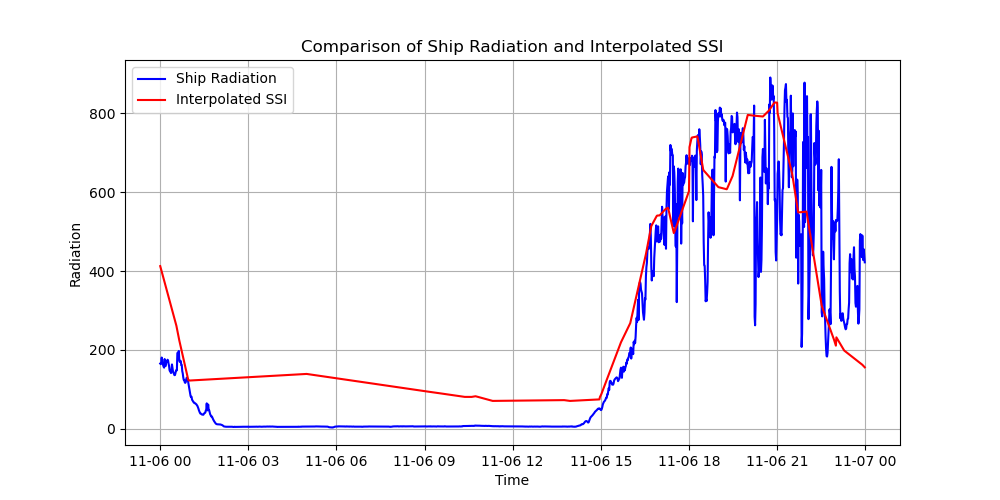 Comparison of Ship Radiation and Interpolated SSI
Ship Radiation
Interpolated SSI
Radiation
800
600
400
200
0
11-06 00 11-06 03 11-06 06 11-06 09 11-06 12 11-06 15 11-06 18 11-06 21 11-07 00
Time